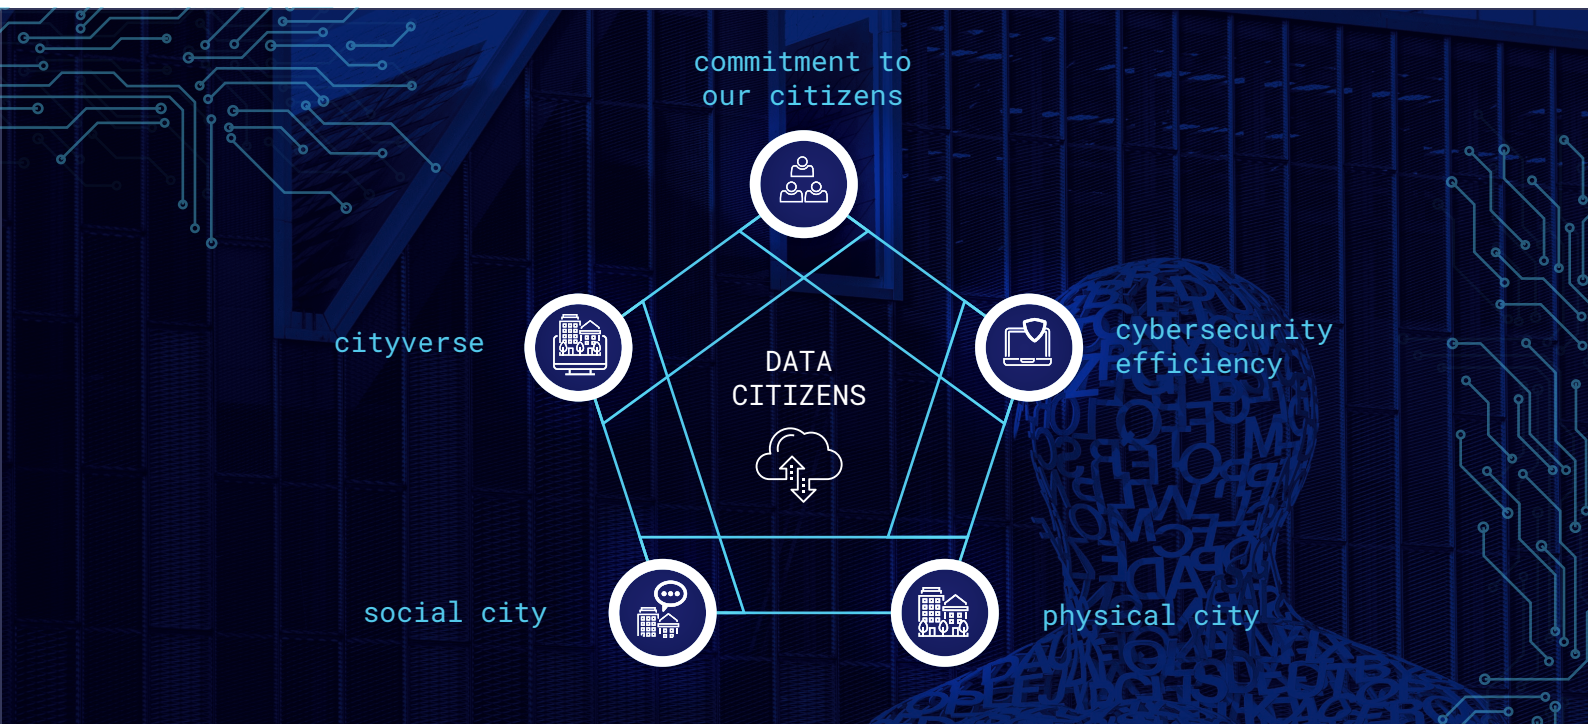 commitment to
our citizens
cityverse
cybersecurity
efficiency
DATA
CITIZENS
social city
physical city